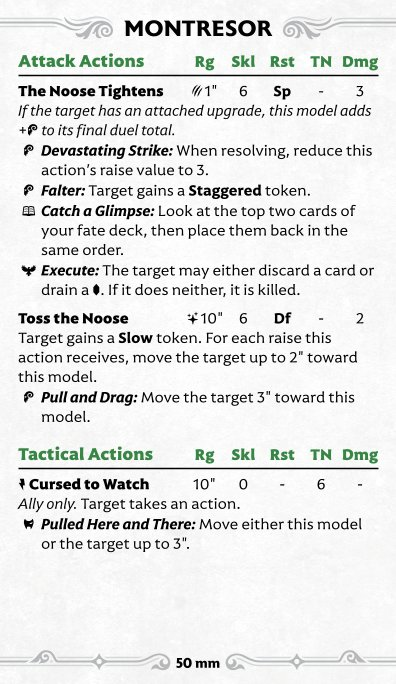 MONTRESOR
Attack Actions Rg Skl Rst TN Dmg
The Noose Tightens 1" 6 Sp - 3
If the target has an attached upgrade, this model adds
+ to its final duel total.
Devastating Strike: When resolving, reduce this
action's raise value to 3.
Falter: Target gains a Staggered token.
Catch a Glimpse: Look at the top two cards of
your fate deck, then place them back in the
same order.
Execute: The target may either discard a card or
drain a . If it does neither, it is killed.
Toss the Noose 10" 6 Df - 2
Target gains a Slow token. For each raise this
action receives, move the target up to 2" toward
this model.
Pull and Drag: Move the target 3" toward this
model.
Tactical Actions Rg Skl Rst TN Dmg
Cursed to Watch 10" 0 - 6 -
Ally only. Target takes an action.
Pulled Here and There: Move either this model
or the target up to 3".
50 mm